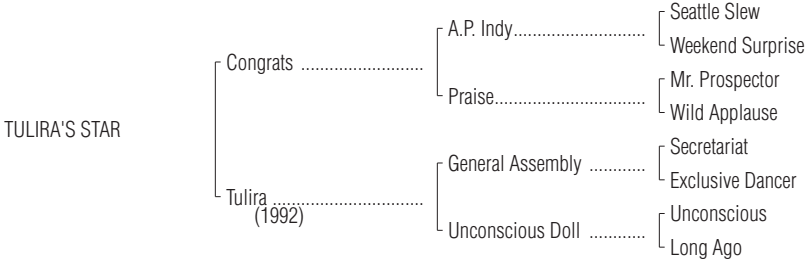 Seattle Slew
A.P. Indy..............................
Weekend Surprise
Congrats ............................
Mr. Prospector
Praise..................................
Wild Applause
TULIRA'S STAR
Secretariat
General Assembly .............
Exclusive Dancer
Tulira ..................................
(1992)
Unconscious
Unconscious Doll .............
Long Ago